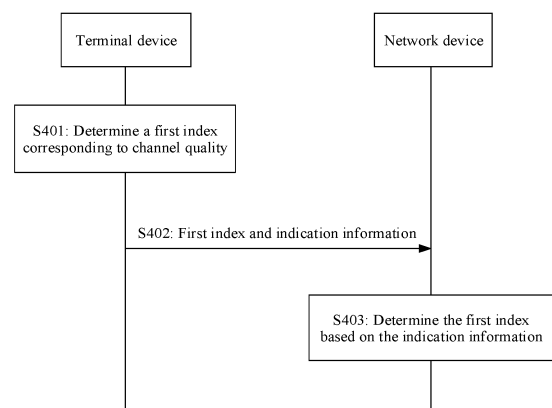 Terminal device
Network device
S401: Determine a first index
corresponding to channel quality
S402: First index and indication information
S403: Determine the first index
based on the indication information